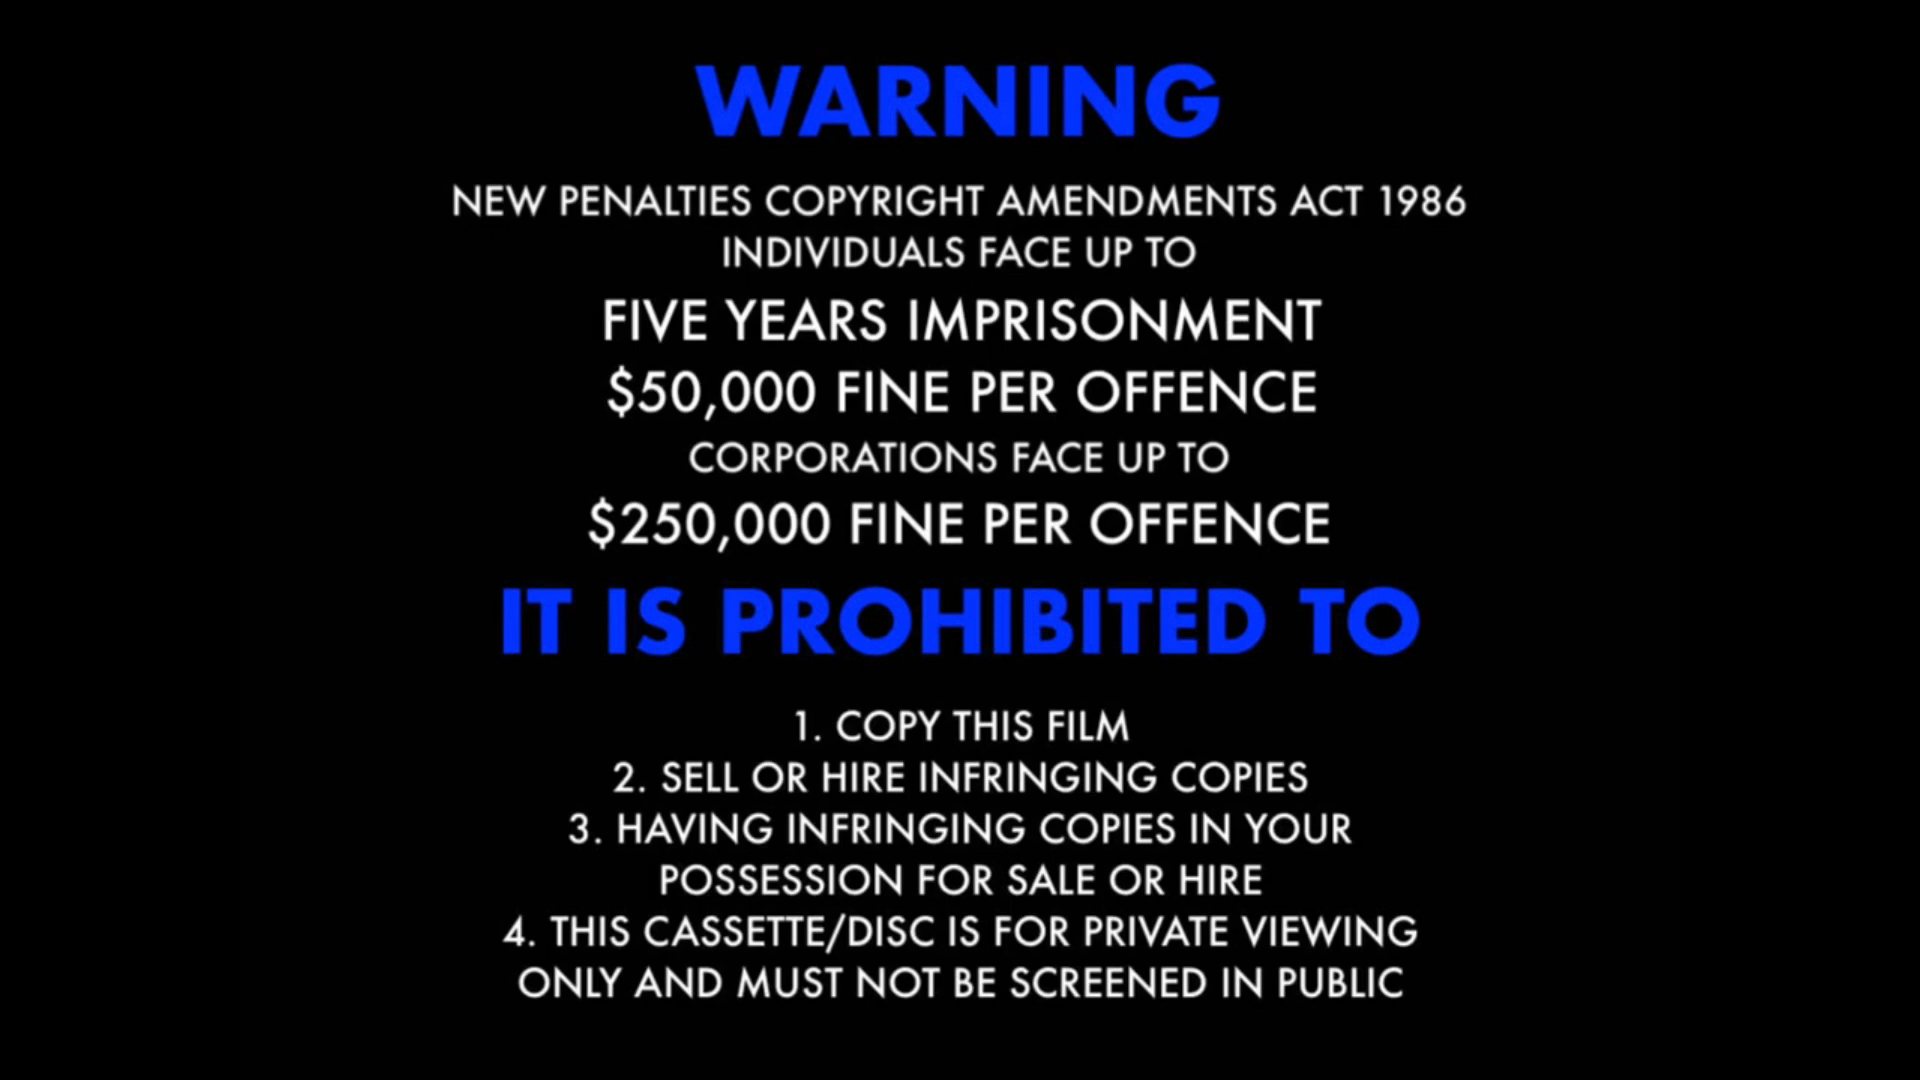 WARNING
NEW PENALTIES COPYRIGHT AMENDMENTS ACT 1986
INDIVIDUALS FACE UP TO
FIVE YEARS IMPRISONMENT
$50,000 FINE PER OFFENCE
CORPORATIONS FACE UP TO
$250,000 FINE PER OFFENCE
IT IS PROHIBITED TO
1. COPY THIS FILM
2. SELL OR HIRE INFRINGING COPIES
3. HAVING INFRINGING COPIES IN YOUR
POSSESSION FOR SALE OR HIRE
4. THIS CASSETTE/DISC IS FOR PRIVATE VIEWING
ONLY AND MUST NOT BE SCREENED IN PUBLIC